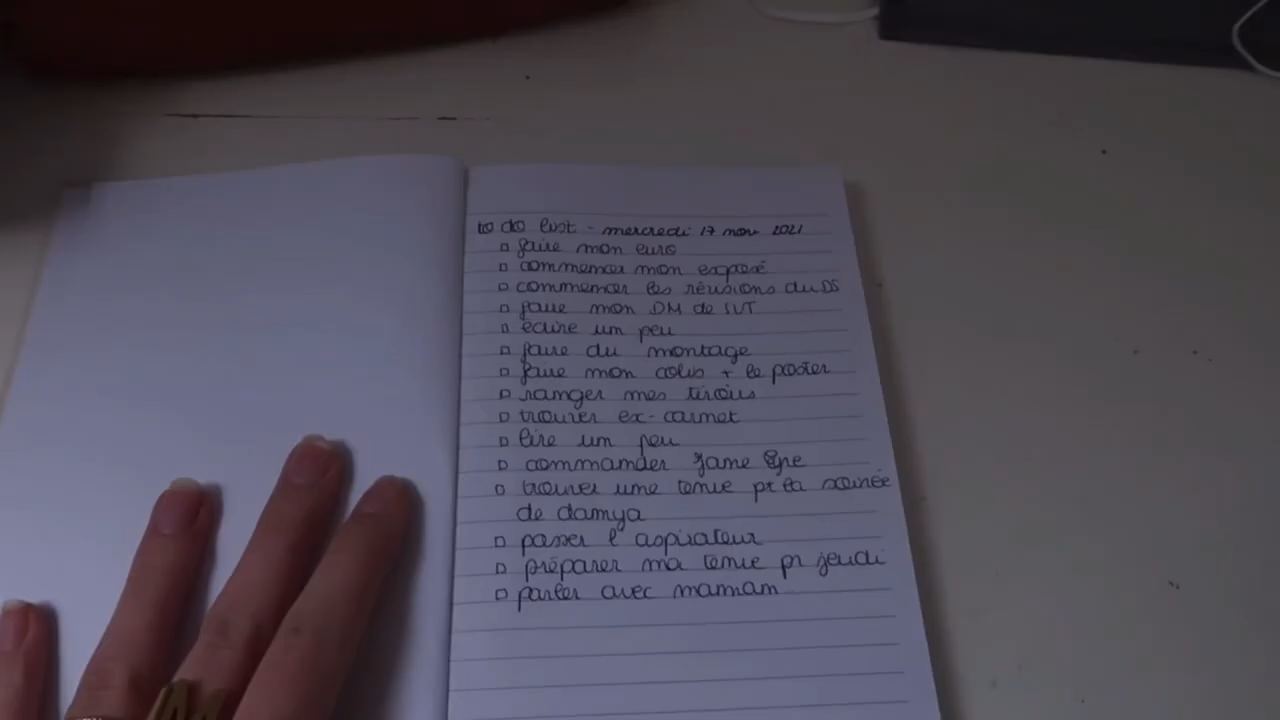 to do list - mercredi 17 nov 2021
▫ faire mon euro
▫ commencer mon exposé
▫ commencer les révisions du DS
▫ faire mon DM de SVT
▫ écrire un peu
▫ faire du montage
▫ faire mon colis + le poster
▫ ranger mes tiroirs
▫ trouver ex-carnet
▫ lire un peu
▫ commander Jane
▫ trouver une tenue pr la soirée
de damya
▫ passer l'aspirateur
▫ préparer ma tenue pr jeudi
▫ parler avec maman